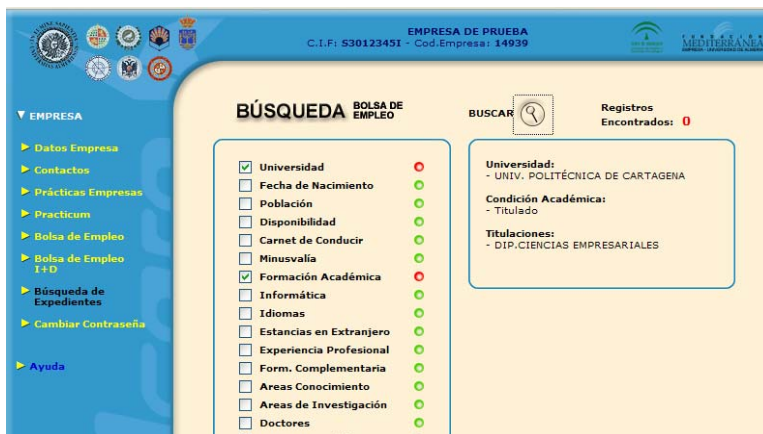 EMPRESA DE PRUEBA
C.I.F: S3012345I - Cod.Empresa: 14939
MEDITERRÁNEA
EMPRESA
Datos Empresa
Contactos
Prácticas Empresas
Practicum
Bolsa de Empleo
Bolsa de Empleo
I+D
Búsqueda de
Expedientes
Cambiar Contraseña
Ayuda
BÚSQUEDA BOLSA DE
EMPLEO
BUSCAR
Registros
Encontrados: 0
Universidad
Fecha de Nacimiento
Población
Disponibilidad
Carnet de Conducir
Minusvalía
Formación Académica
Informática
Idiomas
Estancias en Extranjero
Experiencia Profesional
Form. Complementaria
Areas Conocimiento
Areas de Investigación
Doctores
Universidad:
- UNIV. POLITÉCNICA DE CARTAGENA
Condición Académica:
- Titulado
Titulaciones:
- DIP.CIENCIAS EMPRESARIALES